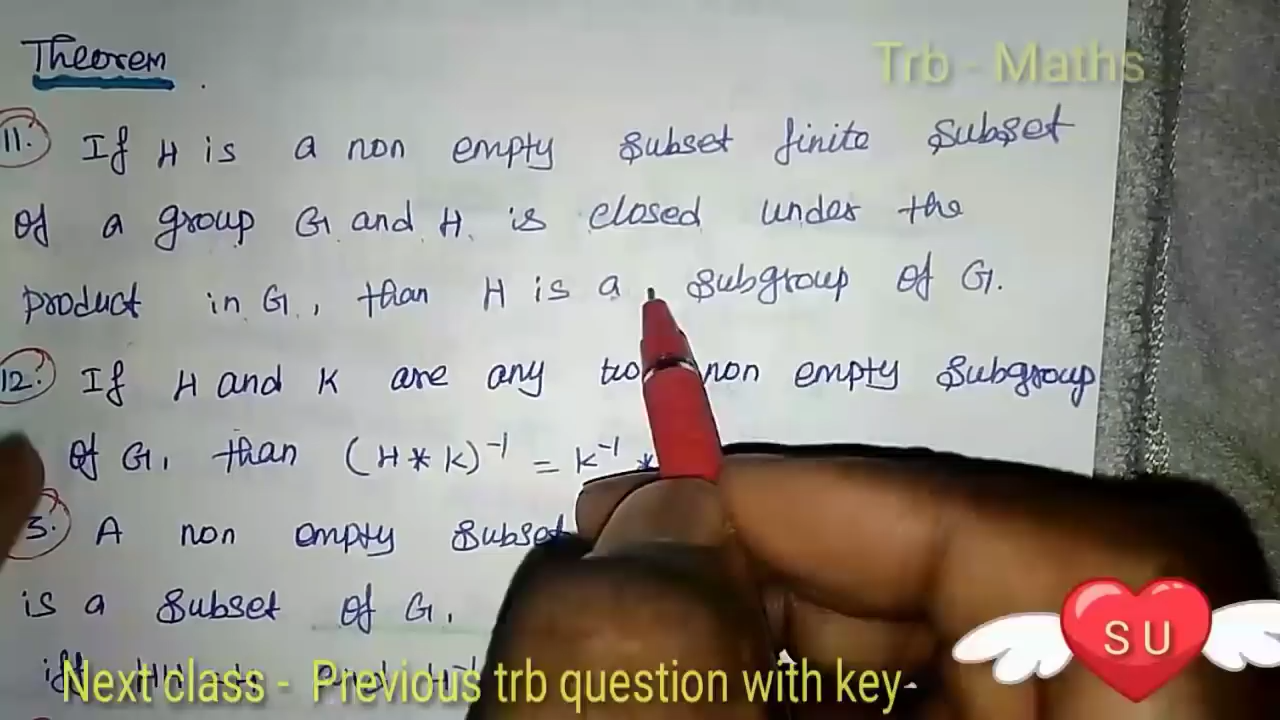 Theorem
Trb - Maths
11. If H is a non empty subset finite subset
of a group G and H is closed under the
product in G, than H is a subgroup of G.
12. If H and K are any two non empty subgroup
of G, than (H * K)⁻¹ = K⁻¹ *
3. A non empty subset
is a subset of G.
iff
S U
Next class - Previous trb question with key